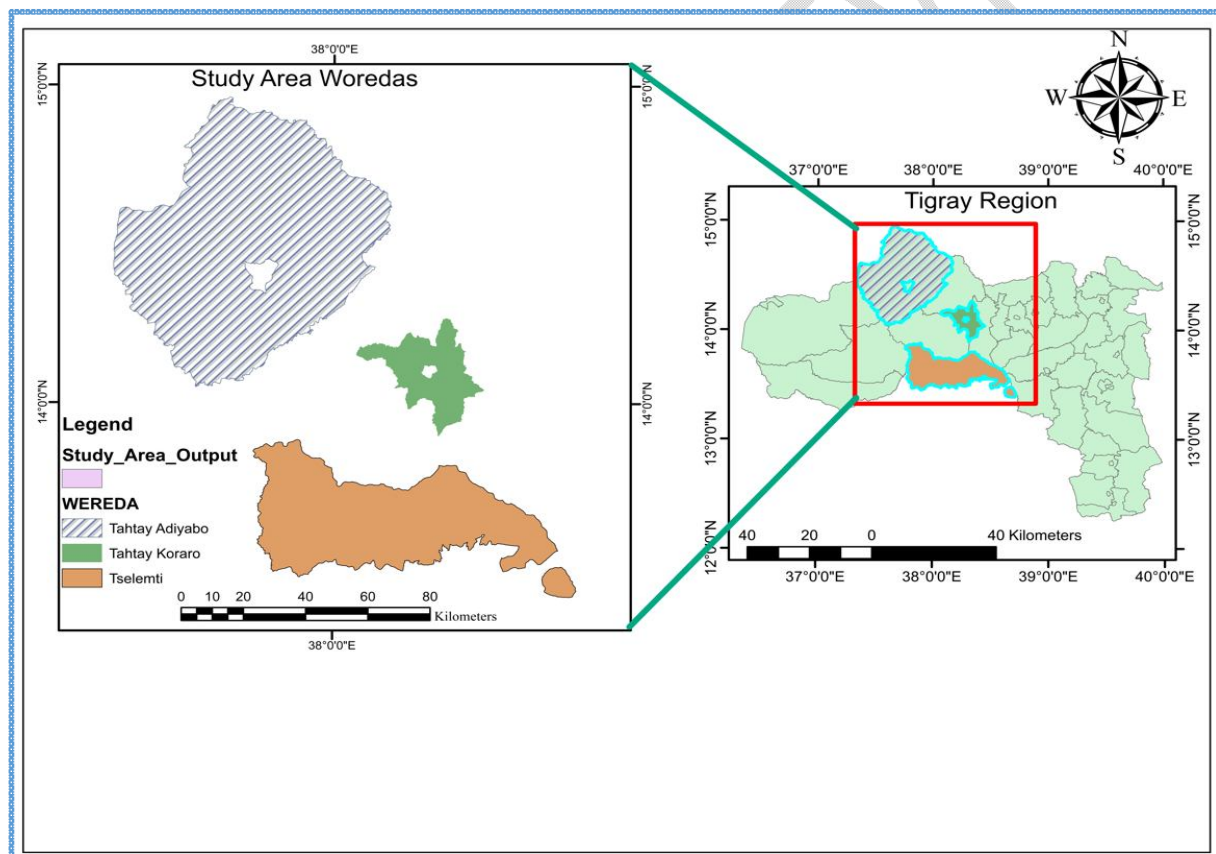 38°0'0"E
Study Area Woredas
15°0'0"N
15°0'0"N
14°0'0"N
14°0'0"N
Legend
Study_Area_Output
WEREDA
Tahtay Adiyabo
Tahtay Koraro
Tselemti
0 10 20 40 60 80
Kilometers
38°0'0"E
N
W E
S
37°0'0"E 38°0'0"E 39°0'0"E 40°0'0"E
Tigray Region
15°0'0"N
15°0'0"N
14°0'0"N
14°0'0"N
13°0'0"N
13°0'0"N
12°0'0"N
40 20 0 40 Kilometers
37°0'0"E 38°0'0"E 39°0'0"E 40°0'0"E